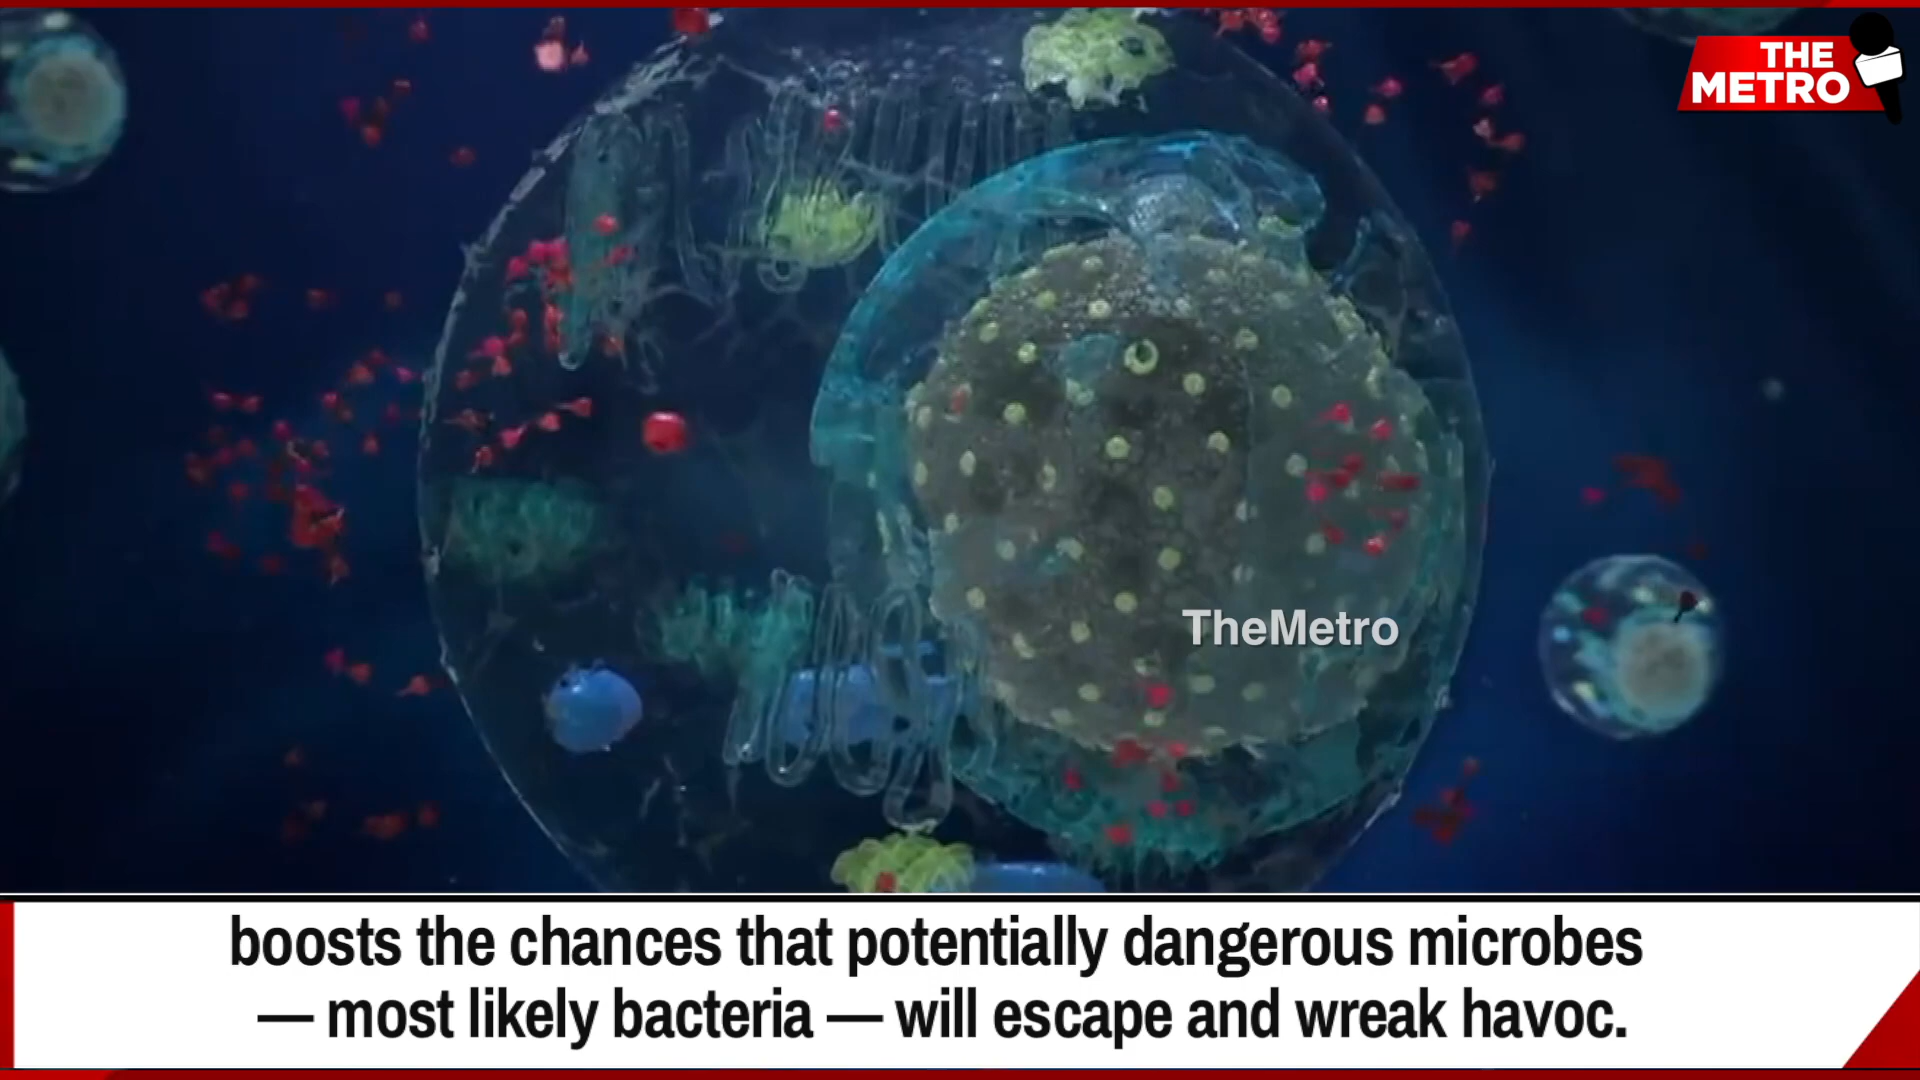 THE
METRO
TheMetro
boosts the chances that potentially dangerous microbes
— most likely bacteria — will escape and wreak havoc.